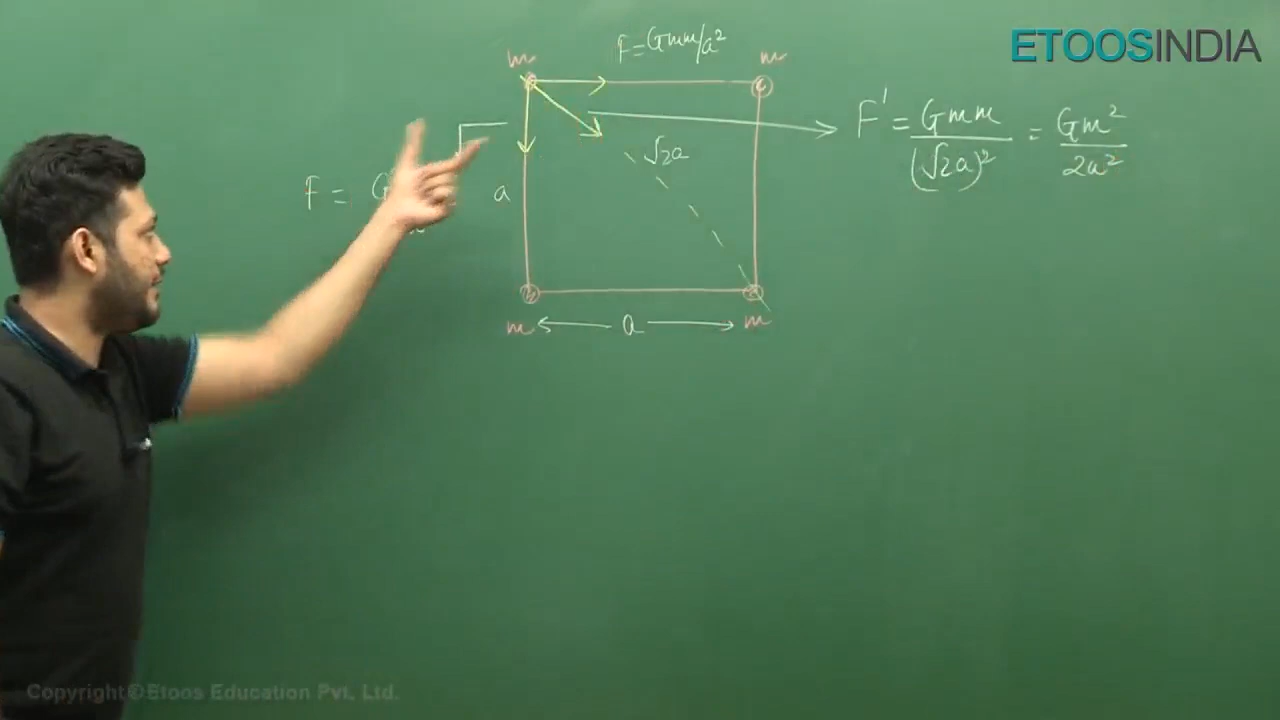 ETOOSINDIA
F = Gmm/a²
m m
F' = Gmm/(√2a)² = Gm²/2a²
√2a
F = G
a
m a m
Copyright©Etoos Education Pvt. Ltd.